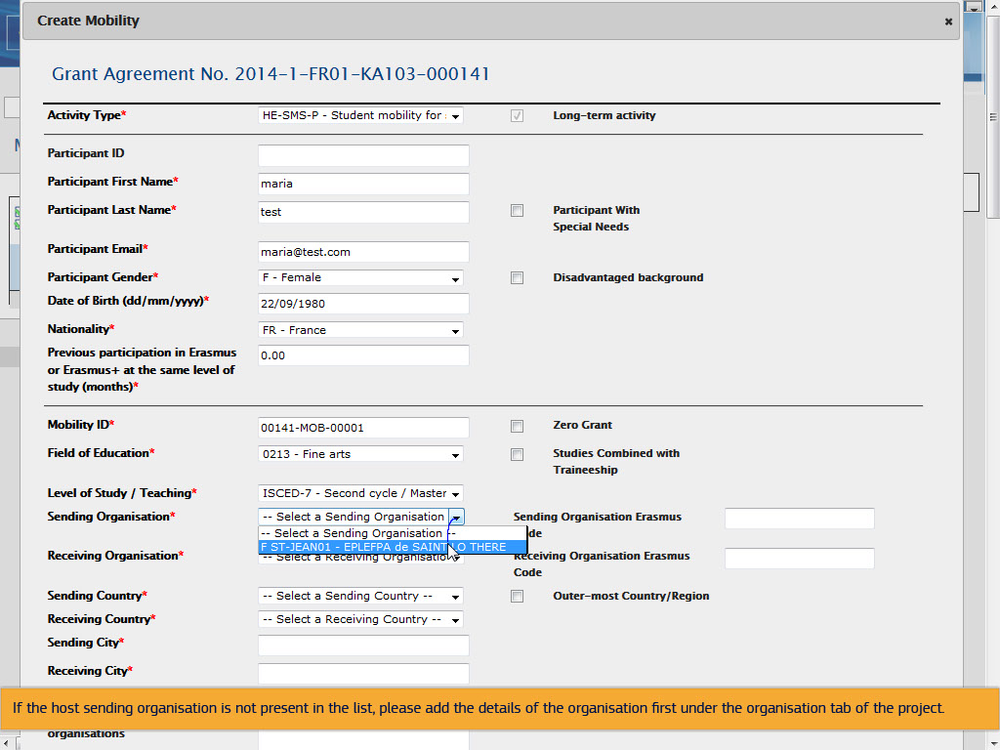 Create Mobility
Grant Agreement No. 2014-1-FR01-KA103-000141
Activity Type* HE-SMS-P - Student mobility for Long-term activity
Participant ID
Participant First Name* maria
Participant Last Name* test Participant With
Special Needs
Participant Email* maria@test.com
Participant Gender* F - Female Disadvantaged background
Date of Birth (dd/mm/yyyy)* 22/09/1980
Nationality* FR - France
Previous participation in Erasmus 0.00
or Erasmus+ at the same level of
study (months)*
Mobility ID* 00141-MOB-00001 Zero Grant
Field of Education* 0213 - Fine arts Studies Combined with
Traineeship
Level of Study / Teaching* ISCED-7 - Second cycle / Master
Sending Organisation* -- Select a Sending Organisation Sending Organisation Erasmus
-- Select a Sending Organisation --
F ST-JEAN01 - EPLEFPA de SAINT LO THERE
Receiving Organisation* -- Select a Receiving Organisation Receiving Organisation Erasmus
Code
Sending Country* -- Select a Sending Country -- Outer-most Country/Region
Receiving Country* -- Select a Receiving Country --
Sending City*
Receiving City*
If the host sending organisation is not present in the list, please add the details of the organisation first under the organisation tab of the project.
organisations